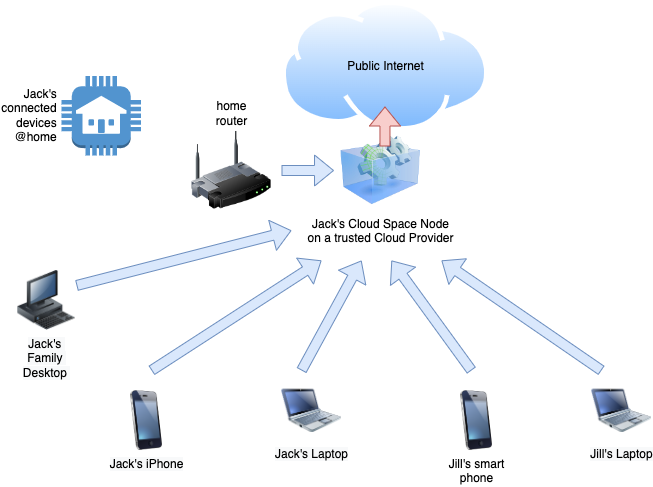 Public Internet
Jack's
connected
devices
@home
home
router
Jack's Cloud Space Node
on a trusted Cloud Provider
Jack's
Family
Desktop
Jack's iPhone
Jack's Laptop
Jill's smart
phone
Jill's Laptop